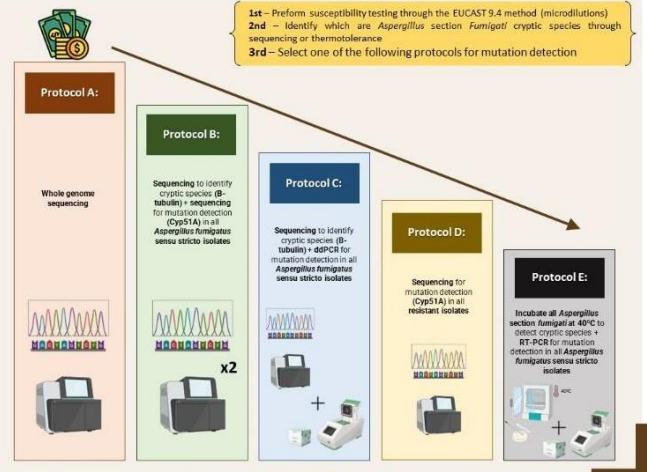 1st – Preform susceptibility testing through the EUCAST 9.4 method (microdilutions)
2nd – Identify which are Aspergillus section Fumigati cryptic species through
sequencing or thermotolerance
3rd – Select one of the following protocols for mutation detection
Protocol A:
Whole genome
sequencing
Protocol B:
Sequencing to identify
cryptic species (B-
tubulin) + sequencing
for mutation detection
(Cyp51A) in all
Aspergillus fumigatus
sensu stricto isolates
x2
Protocol C:
Sequencing to identify
cryptic species (B-
tubulin) + ddPCR for
mutation detection in all
Aspergillus fumigatus
sensu stricto isolates
+
Protocol D:
Sequencing for
mutation detection
(Cyp51A) in all
resistant isolates
Protocol E:
Incubate all Aspergillus
section fumigati at 40ºC to
detect cryptic species +
RT-PCR for mutation
detection in all Aspergillus
fumigatus sensu stricto
isolates
40ºC
+